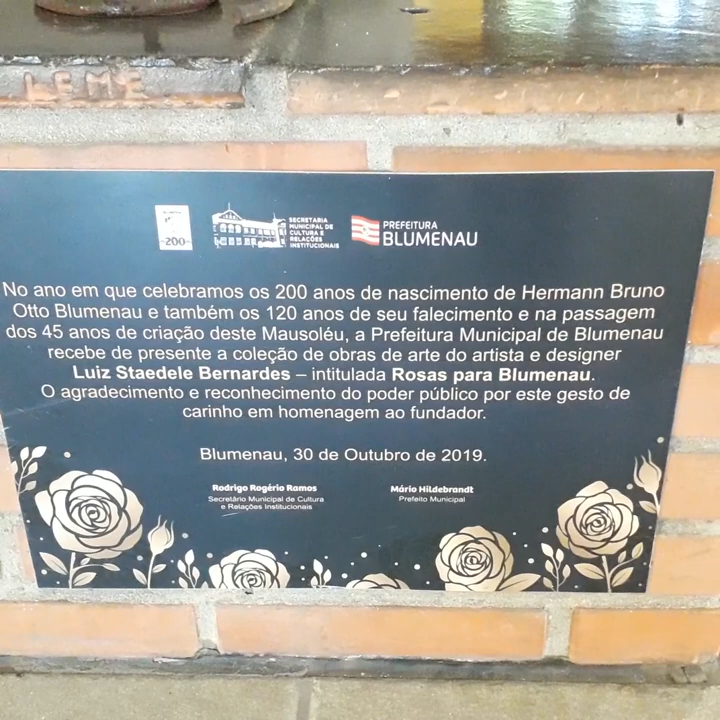 LEME
200
SECRETARIA
MUNICIPAL DE
CULTURA E
RELAÇÕES
INSTITUCIONAIS
PREFEITURA
BLUMENAU
No ano em que celebramos os 200 anos de nascimento de Hermann Bruno
Otto Blumenau e também os 120 anos de seu falecimento e na passagem
dos 45 anos de criação deste Mausoléu, a Prefeitura Municipal de Blumenau
recebe de presente a coleção de obras de arte do artista e designer
Luiz Staedele Bernardes – intitulada Rosas para Blumenau.
O agradecimento e reconhecimento do poder público por este gesto de
carinho em homenagem ao fundador.
Blumenau, 30 de Outubro de 2019.
Rodrigo Rogério Ramos
Secretário Municipal de Cultura
e Relações Institucionais
Mário Hildebrandt
Prefeito Municipal